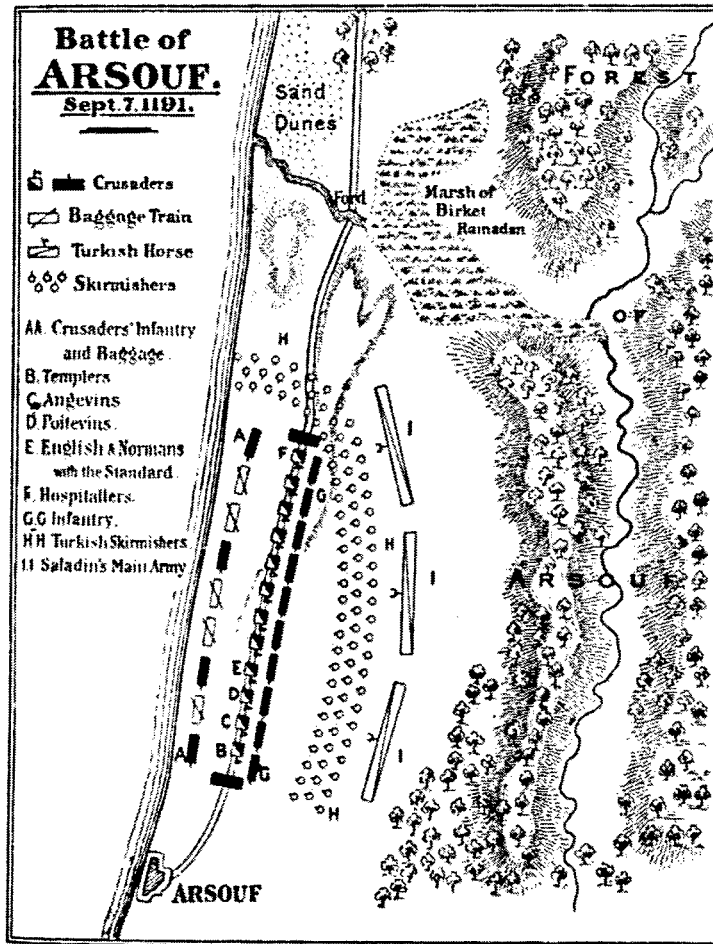 Battle of
ARSOUF.
Sept. 7. 1191.
Crusaders
Baggage Train
Turkish Horse
Skirmishers
AA. Crusaders' Infantry
and Baggage.
B. Templers
C. Angevins
D. Poitevins.
E. English & Normans
with the Standard.
F. Hospitallers.
G.G Infantry.
H H Turkish Skirmishers.
I I Saladin's Main Army
Sand
Dunes
Ford
Marsh of
Birket
Ramadan
FOREST
OF
ARSOUF
H
A
F
I
G
H
I
E
D
C
B
A
G
I
H
ARSOUF